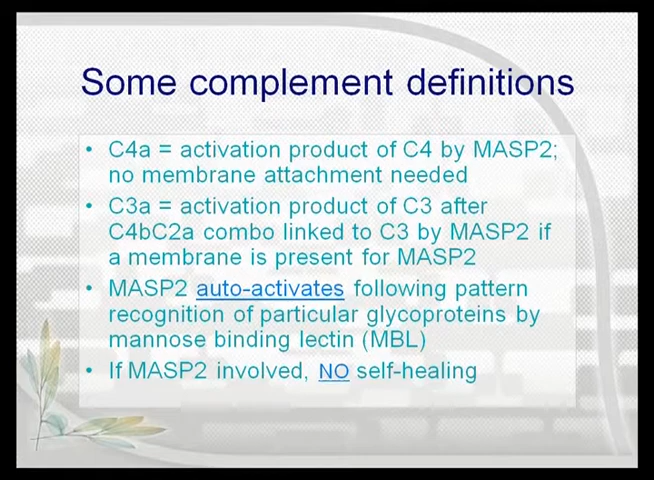 Some complement definitions
• C4a = activation product of C4 by MASP2;
no membrane attachment needed
• C3a = activation product of C3 after
C4bC2a combo linked to C3 by MASP2 if
a membrane is present for MASP2
• MASP2 auto-activates following pattern
recognition of particular glycoproteins by
mannose binding lectin (MBL)
• If MASP2 involved, NO self-healing